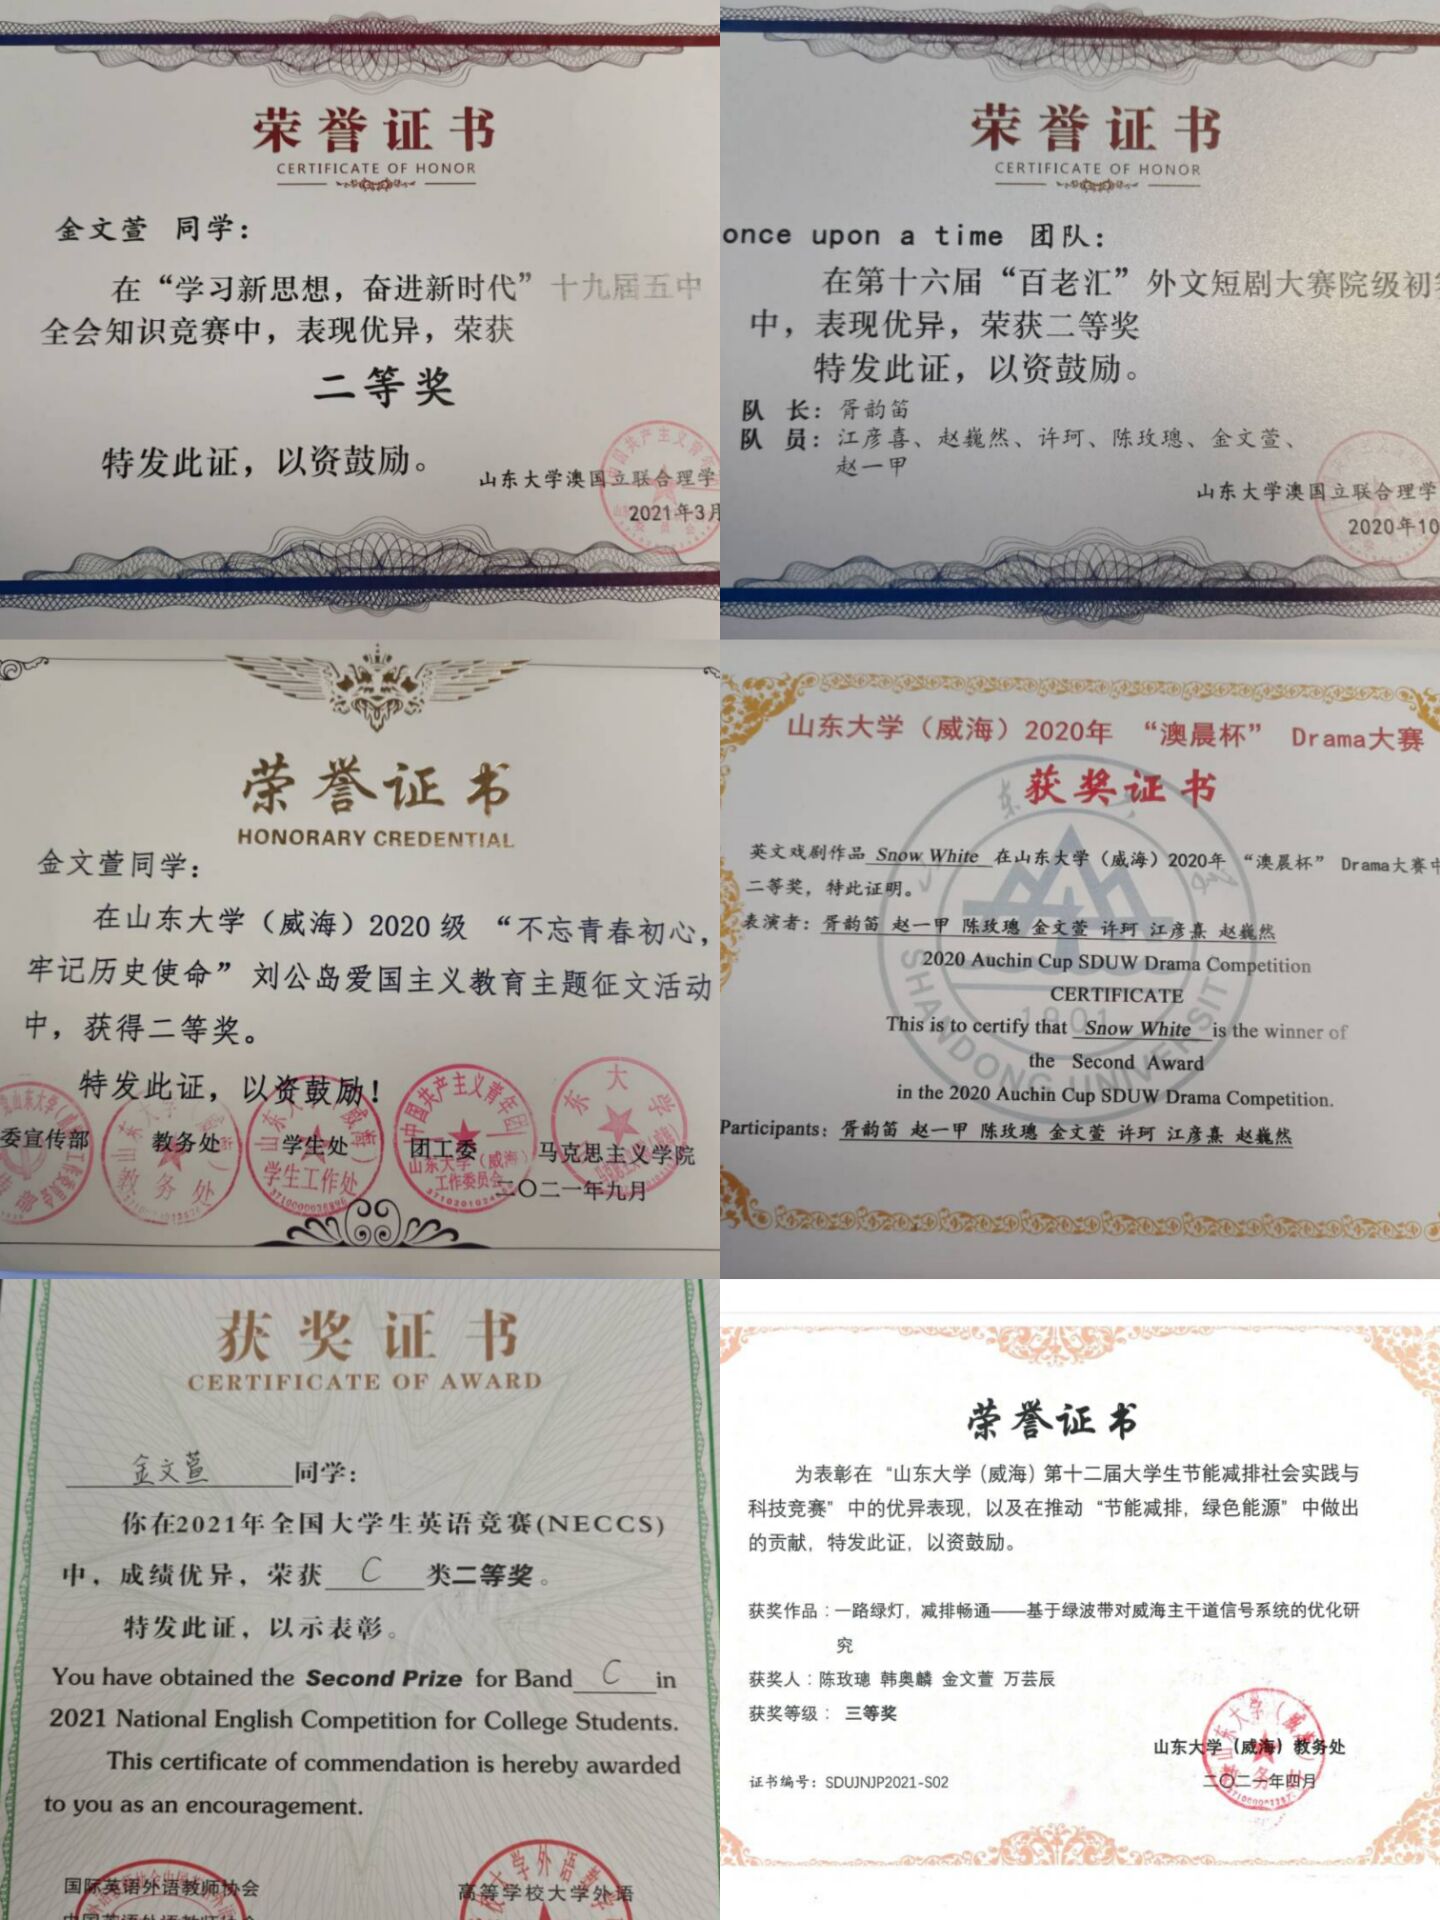 荣誉证书
CERTIFICATE OF HONOR
金文萱 同学：
在“学习新思想，奋进新时代”十九届五中
全会知识竞赛中，表现优异，荣获
二等奖
特发此证，以资鼓励。
山东大学澳国立联合理学
2021年3月
荣誉证书
CERTIFICATE OF HONOR
once upon a time 团队：
在第十六届“百老汇”外文短剧大赛院级初赛
中，表现优异，荣获二等奖
特发此证，以资鼓励。
队 长：胥韵笛
队 员：江彦喜、赵巍然、许珂、陈玫璁、金文萱、
赵一甲
山东大学澳国立联合理学
2020年10
荣誉证书
HONORARY CREDENTIAL
金文萱同学：
在山东大学（威海）2020级 “不忘青春初心，
牢记历史使命”刘公岛爱国主义教育主题征文活动
中，获得二等奖。
特发此证，以资鼓励！
委宣传部 教务处 学生处 团工委 马克思主义学院
二〇二一年九月
山东大学（威海）2020年 “澳晨杯” Drama大赛
获奖证书
英文戏剧作品 Snow White 在山东大学（威海）2020年 “澳晨杯” Drama大赛中
二等奖，特此证明。
表演者：胥韵笛 赵一甲 陈玫璁 金文萱 许珂 江彦熹 赵巍然
2020 Auchin Cup SDUW Drama Competition
CERTIFICATE
This is to certify that Snow White is the winner of
the Second Award
in the 2020 Auchin Cup SDUW Drama Competition.
Participants: 胥韵笛 赵一甲 陈玫璁 金文萱 许珂 江彦熹 赵巍然
SHANDONG UNIVERSITY
1901
获奖证书
CERTIFICATE OF AWARD
金文萱 同学：
你在2021年全国大学生英语竞赛(NECCS)
中，成绩优异，荣获 C 类二等奖。
特发此证，以示表彰。
You have obtained the Second Prize for Band C in
2021 National English Competition for College Students.
This certificate of commendation is hereby awarded
to you as an encouragement.
国际英语外语教师协会
高等学校大学外语
荣誉证书
为表彰在“山东大学（威海）第十二届大学生节能减排社会实践与
科技竞赛”中的优异表现，以及在推动“节能减排，绿色能源”中做出
的贡献，特发此证，以资鼓励。
获奖作品：一路绿灯，减排畅通——基于绿波带对威海主干道信号系统的优化研
究
获奖人：陈玫璁 韩奥麟 金文萱 万芸辰
获奖等级： 三等奖
山东大学（威海）教务处
证书编号：SDUJNJP2021-S02
二〇二一年四月